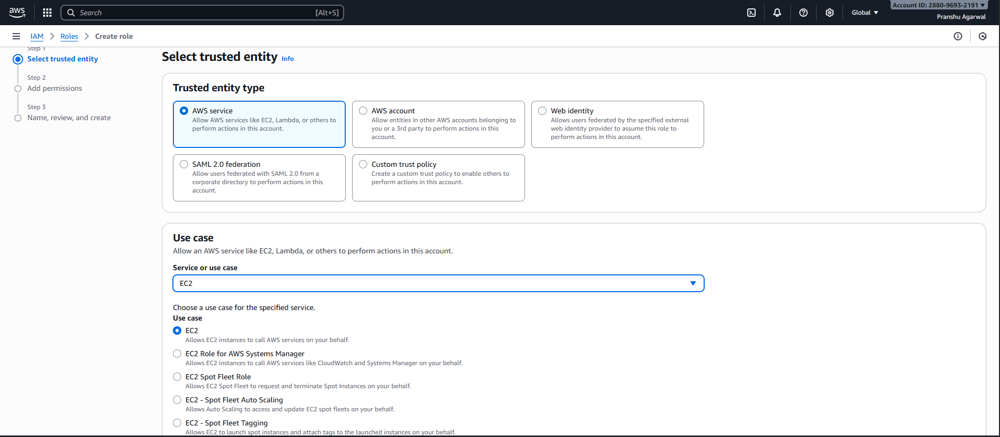 aws
Search [Alt+S]
Global
Account ID: 2880-9693-2191
Pranshu Agarwal
IAM
Roles
Create role
Step 1
Select trusted entity
Step 2
Add permissions
Step 3
Name, review, and create
Select trusted entity Info
Trusted entity type
AWS service
Allow AWS services like EC2, Lambda, or others to
perform actions in this account.
AWS account
Allow entities in other AWS accounts belonging to
you or a 3rd party to perform actions in this
account.
Web identity
Allows users federated by the specified external
web identity provider to assume this role to
perform actions in this account.
SAML 2.0 federation
Allow users federated with SAML 2.0 from a
corporate directory to perform actions in this
account.
Custom trust policy
Create a custom trust policy to enable others to
perform actions in this account.
Use case
Allow an AWS service like EC2, Lambda, or others to perform actions in this account.
Service or use case
EC2
Choose a use case for the specified service.
Use case
EC2
Allows EC2 instances to call AWS services on your behalf.
EC2 Role for AWS Systems Manager
Allows EC2 instances to call AWS services like CloudWatch and Systems Manager on your behalf.
EC2 Spot Fleet Role
Allows EC2 Spot Fleet to request and terminate Spot Instances on your behalf.
EC2 - Spot Fleet Auto Scaling
Allows Auto Scaling to access and update EC2 spot fleets on your behalf.
EC2 - Spot Fleet Tagging
Allows EC2 to launch spot instances and attach tags to the launched instances on your behalf.